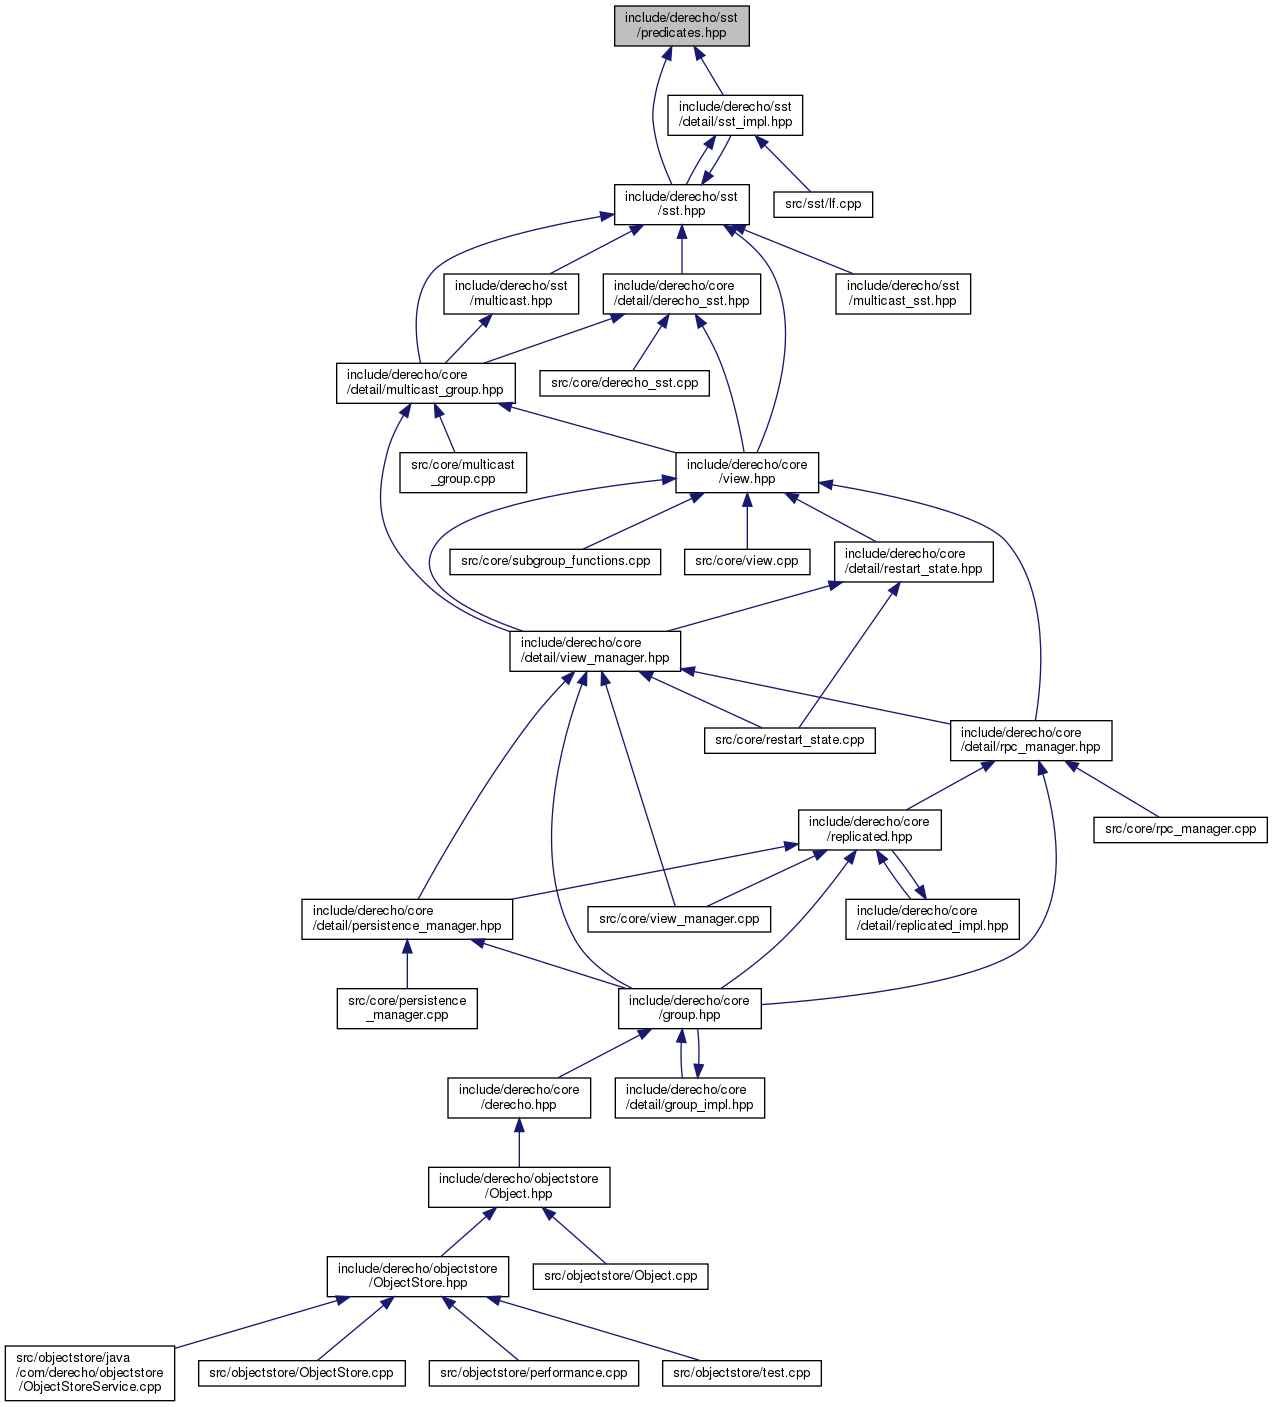 include/derecho/sst
/predicates.hpp
include/derecho/sst
/detail/sst_impl.hpp
include/derecho/sst
/sst.hpp
src/sst/lf.cpp
include/derecho/sst
/multicast.hpp
include/derecho/core
/detail/derecho_sst.hpp
include/derecho/sst
/multicast_sst.hpp
include/derecho/core
/detail/multicast_group.hpp
src/core/derecho_sst.cpp
src/core/multicast
_group.cpp
include/derecho/core
/view.hpp
src/core/subgroup_functions.cpp
src/core/view.cpp
include/derecho/core
/detail/restart_state.hpp
include/derecho/core
/detail/view_manager.hpp
src/core/restart_state.cpp
include/derecho/core
/detail/rpc_manager.hpp
include/derecho/core
/replicated.hpp
src/core/rpc_manager.cpp
include/derecho/core
/detail/persistence_manager.hpp
src/core/view_manager.cpp
include/derecho/core
/detail/replicated_impl.hpp
src/core/persistence
_manager.cpp
include/derecho/core
/group.hpp
include/derecho/core
/derecho.hpp
include/derecho/core
/detail/group_impl.hpp
include/derecho/objectstore
/Object.hpp
include/derecho/objectstore
/ObjectStore.hpp
src/objectstore/Object.cpp
src/objectstore/java
/com/derecho/objectstore
/ObjectStoreService.cpp
src/objectstore/ObjectStore.cpp
src/objectstore/performance.cpp
src/objectstore/test.cpp